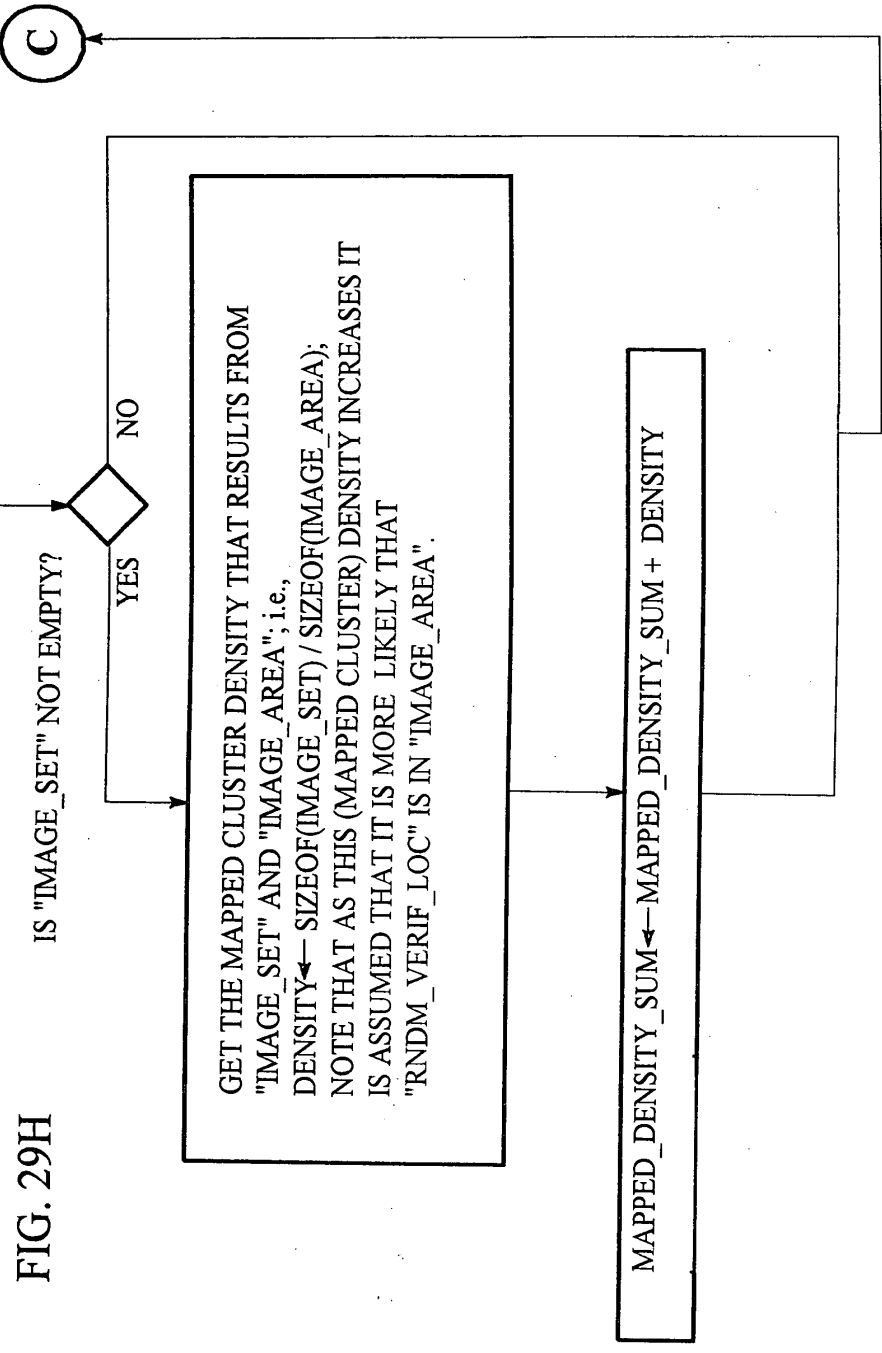 FIG. 29H
IS "IMAGE_SET" NOT EMPTY?
YES
NO
C
GET THE MAPPED CLUSTER DENSITY THAT RESULTS FROM
"IMAGE_SET" AND "IMAGE_AREA"; i.e.,
DENSITY← SIZEOF(IMAGE_SET) / SIZEOF(IMAGE_AREA);
NOTE THAT AS THIS (MAPPED CLUSTER) DENSITY INCREASES IT
IS ASSUMED THAT IT IS MORE LIKELY THAT
"RNDM_VERIF_LOC" IS IN "IMAGE_AREA".
MAPPED_DENSITY_SUM←MAPPED_DENSITY_SUM + DENSITY